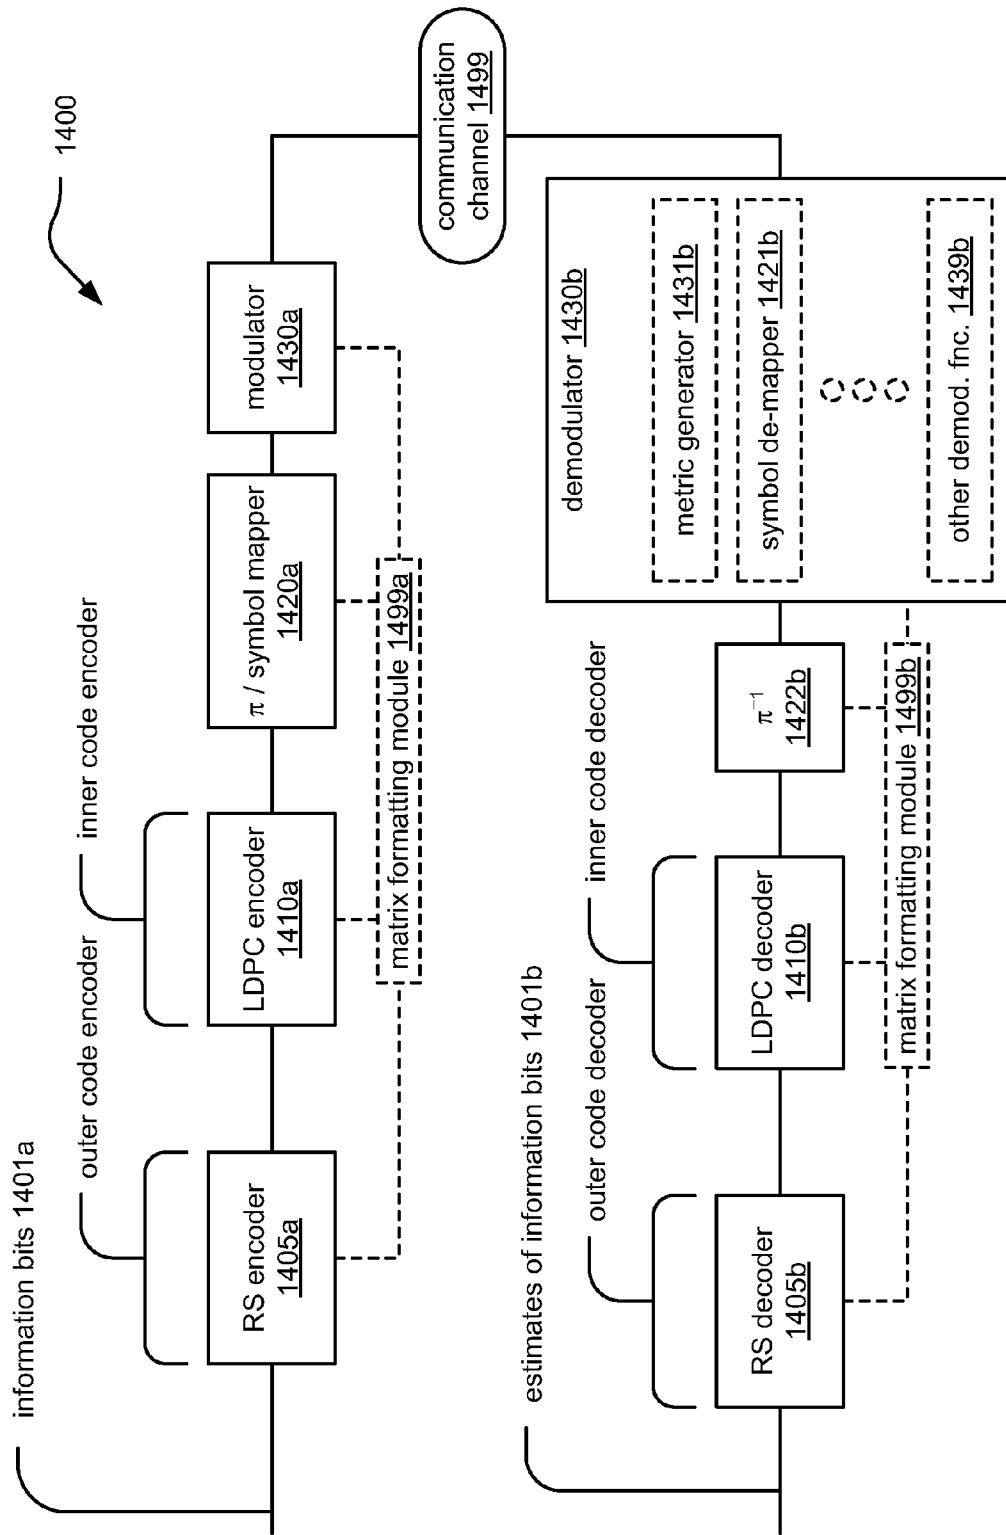 1400
information bits 1401a
outer code encoder
inner code encoder
RS encoder
1405a
LDPC encoder
1410a
π / symbol mapper
1420a
modulator
1430a
matrix formatting module 1499a
communication
channel 1499
estimates of information bits 1401b
outer code decoder
inner code decoder
RS decoder
1405b
LDPC decoder
1410b
π⁻¹
1422b
demodulator 1430b
metric generator 1431b
symbol de-mapper 1421b
other demod. fnc. 1439b
matrix formatting module 1499b